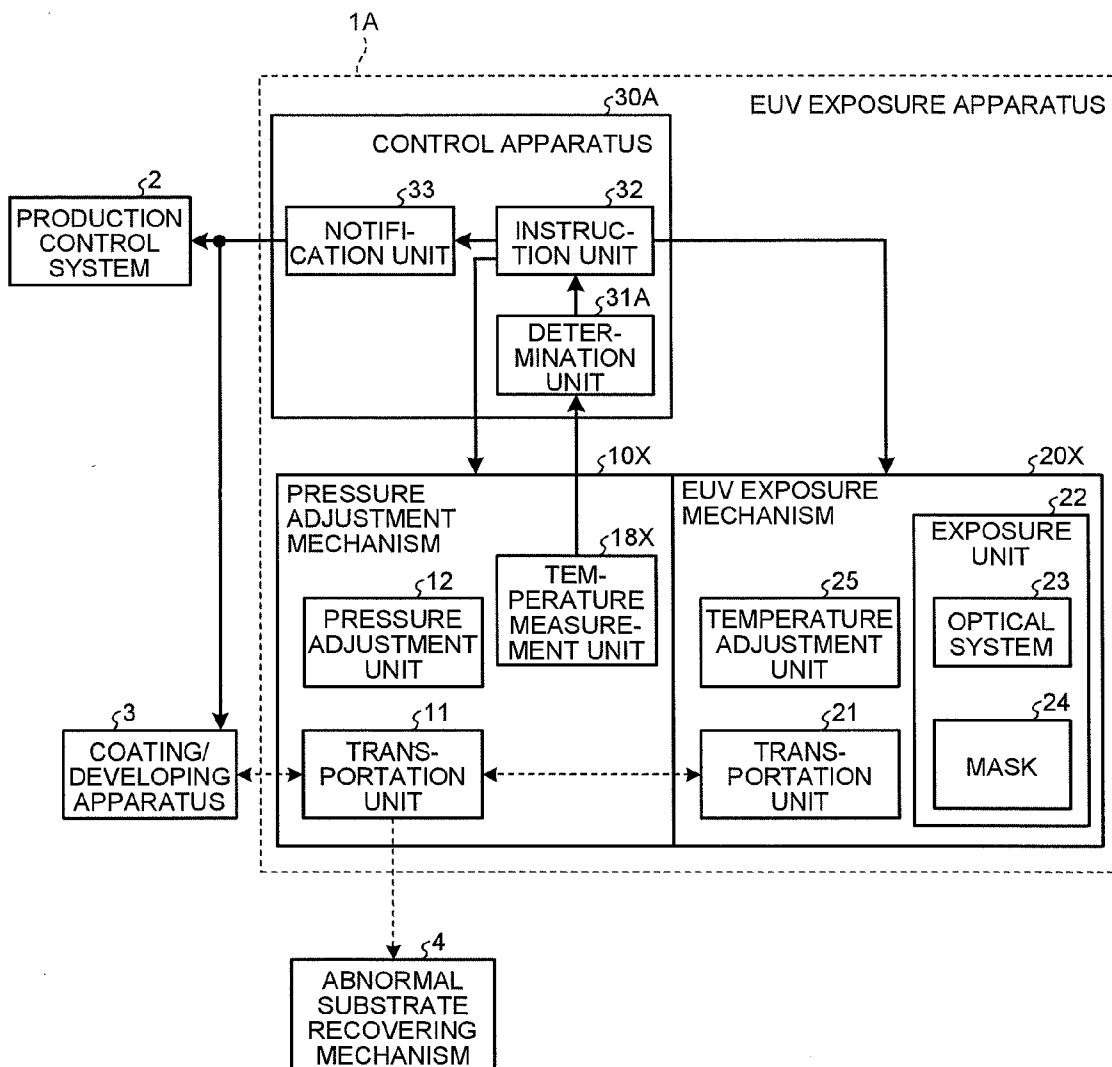 1A
EUV EXPOSURE APPARATUS
30A
CONTROL APPARATUS
2
PRODUCTION
CONTROL
SYSTEM
33
NOTIFI-
CATION UNIT
32
INSTRUC-
TION UNIT
31A
DETER-
MINATION
UNIT
10X
PRESSURE
ADJUSTMENT
MECHANISM
18X
TEM-
PERATURE
MEASURE-
MENT UNIT
12
PRESSURE
ADJUSTMENT
UNIT
20X
EUV EXPOSURE
MECHANISM
22
EXPOSURE
UNIT
25
TEMPERATURE
ADJUSTMENT
UNIT
23
OPTICAL
SYSTEM
3
COATING/
DEVELOPING
APPARATUS
11
TRANS-
PORTATION
UNIT
21
TRANS-
PORTATION
UNIT
24
MASK
4
ABNORMAL
SUBSTRATE
RECOVERING
MECHANISM